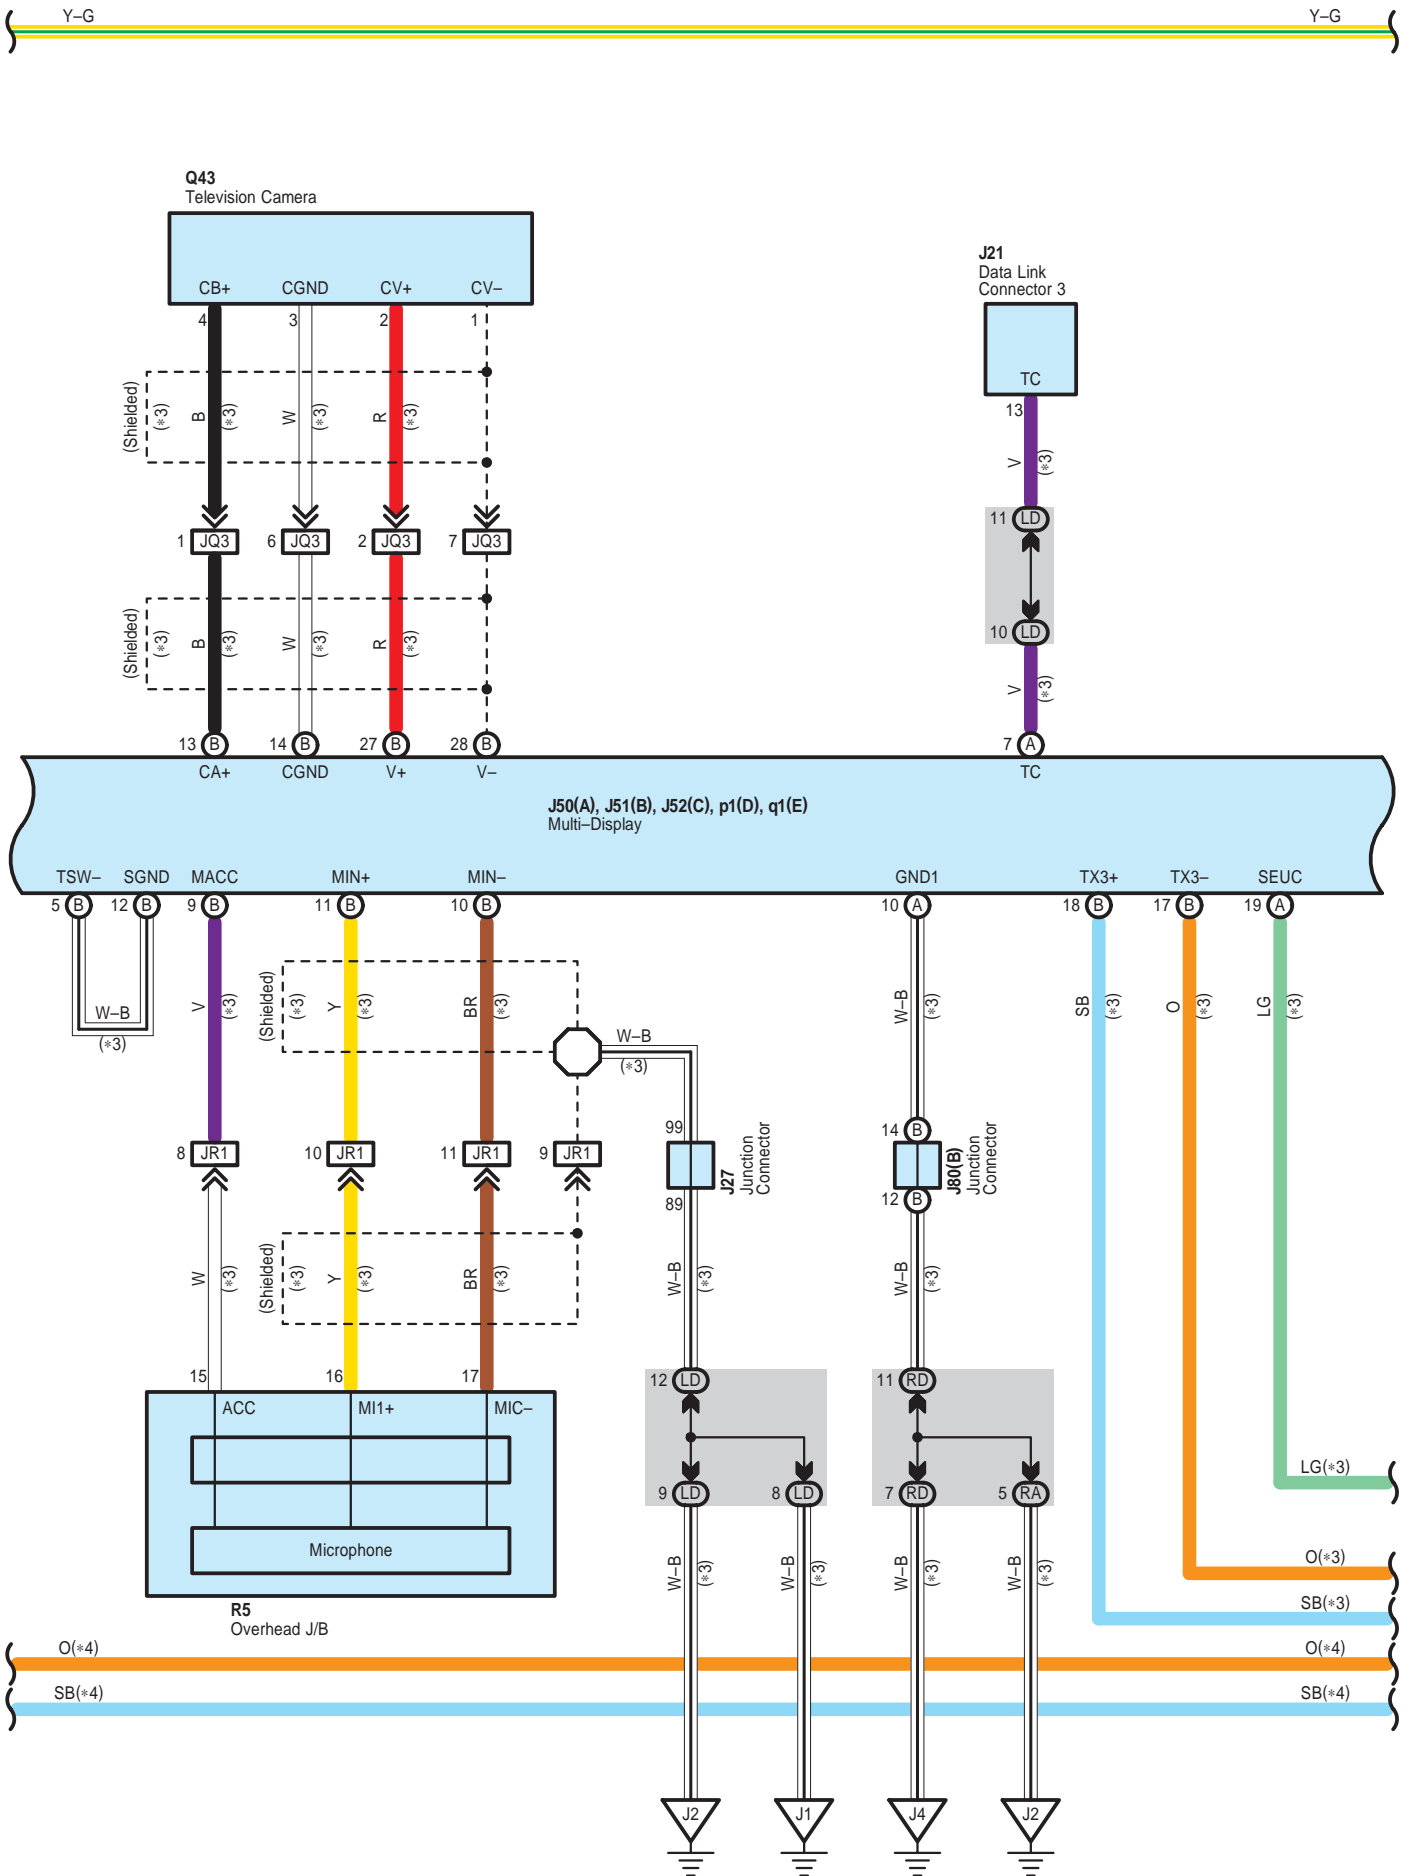 Y–G Y–G
Q43
Television Camera
CB+ CGND CV+ CV–
4 3 2 1
J21
Data Link
Connector 3
TC
13
(Shielded) (*3) B (*3) W (*3) R (*3)
V (*3)
1 JQ3 6 JQ3 2 JQ3 7 JQ3
11 LD
10 LD
(Shielded) (*3) B (*3) W (*3) R (*3)
V (*3)
13 B 14 B 27 B 28 B 7 A
CA+ CGND V+ V– TC
J50(A), J51(B), J52(C), p1(D), q1(E)
Multi–Display
TSW– SGND MACC MIN+ MIN– GND1 TX3+ TX3– SEUC
5 B 12 B 9 B 11 B 10 B 10 A 18 B 17 B 19 A
W–B
(*3)
V (*3) (Shielded) (*3) Y (*3) BR (*3)
W–B (*3) SB (*3) O (*3) LG (*3)
W–B
(*3)
99
14 B
8 JR1 10 JR1 11 JR1 9 JR1
J27
Junction
Connector
J80(B)
Junction
Connector
89
12 B
W (*3) (Shielded) (*3) Y (*3) BR (*3) W–B (*3) W–B (*3)
15 16 17
12 LD 11 RD
ACC MI1+ MIC–
LG(*3)
9 LD 8 LD 7 RD 5 RA
Microphone
W–B (*3) W–B (*3) W–B (*3) W–B (*3)
O(*3)
SB(*3)
R5
Overhead J/B
O(*4) O(*4)
SB(*4) SB(*4)
J2 J1 J4 J2